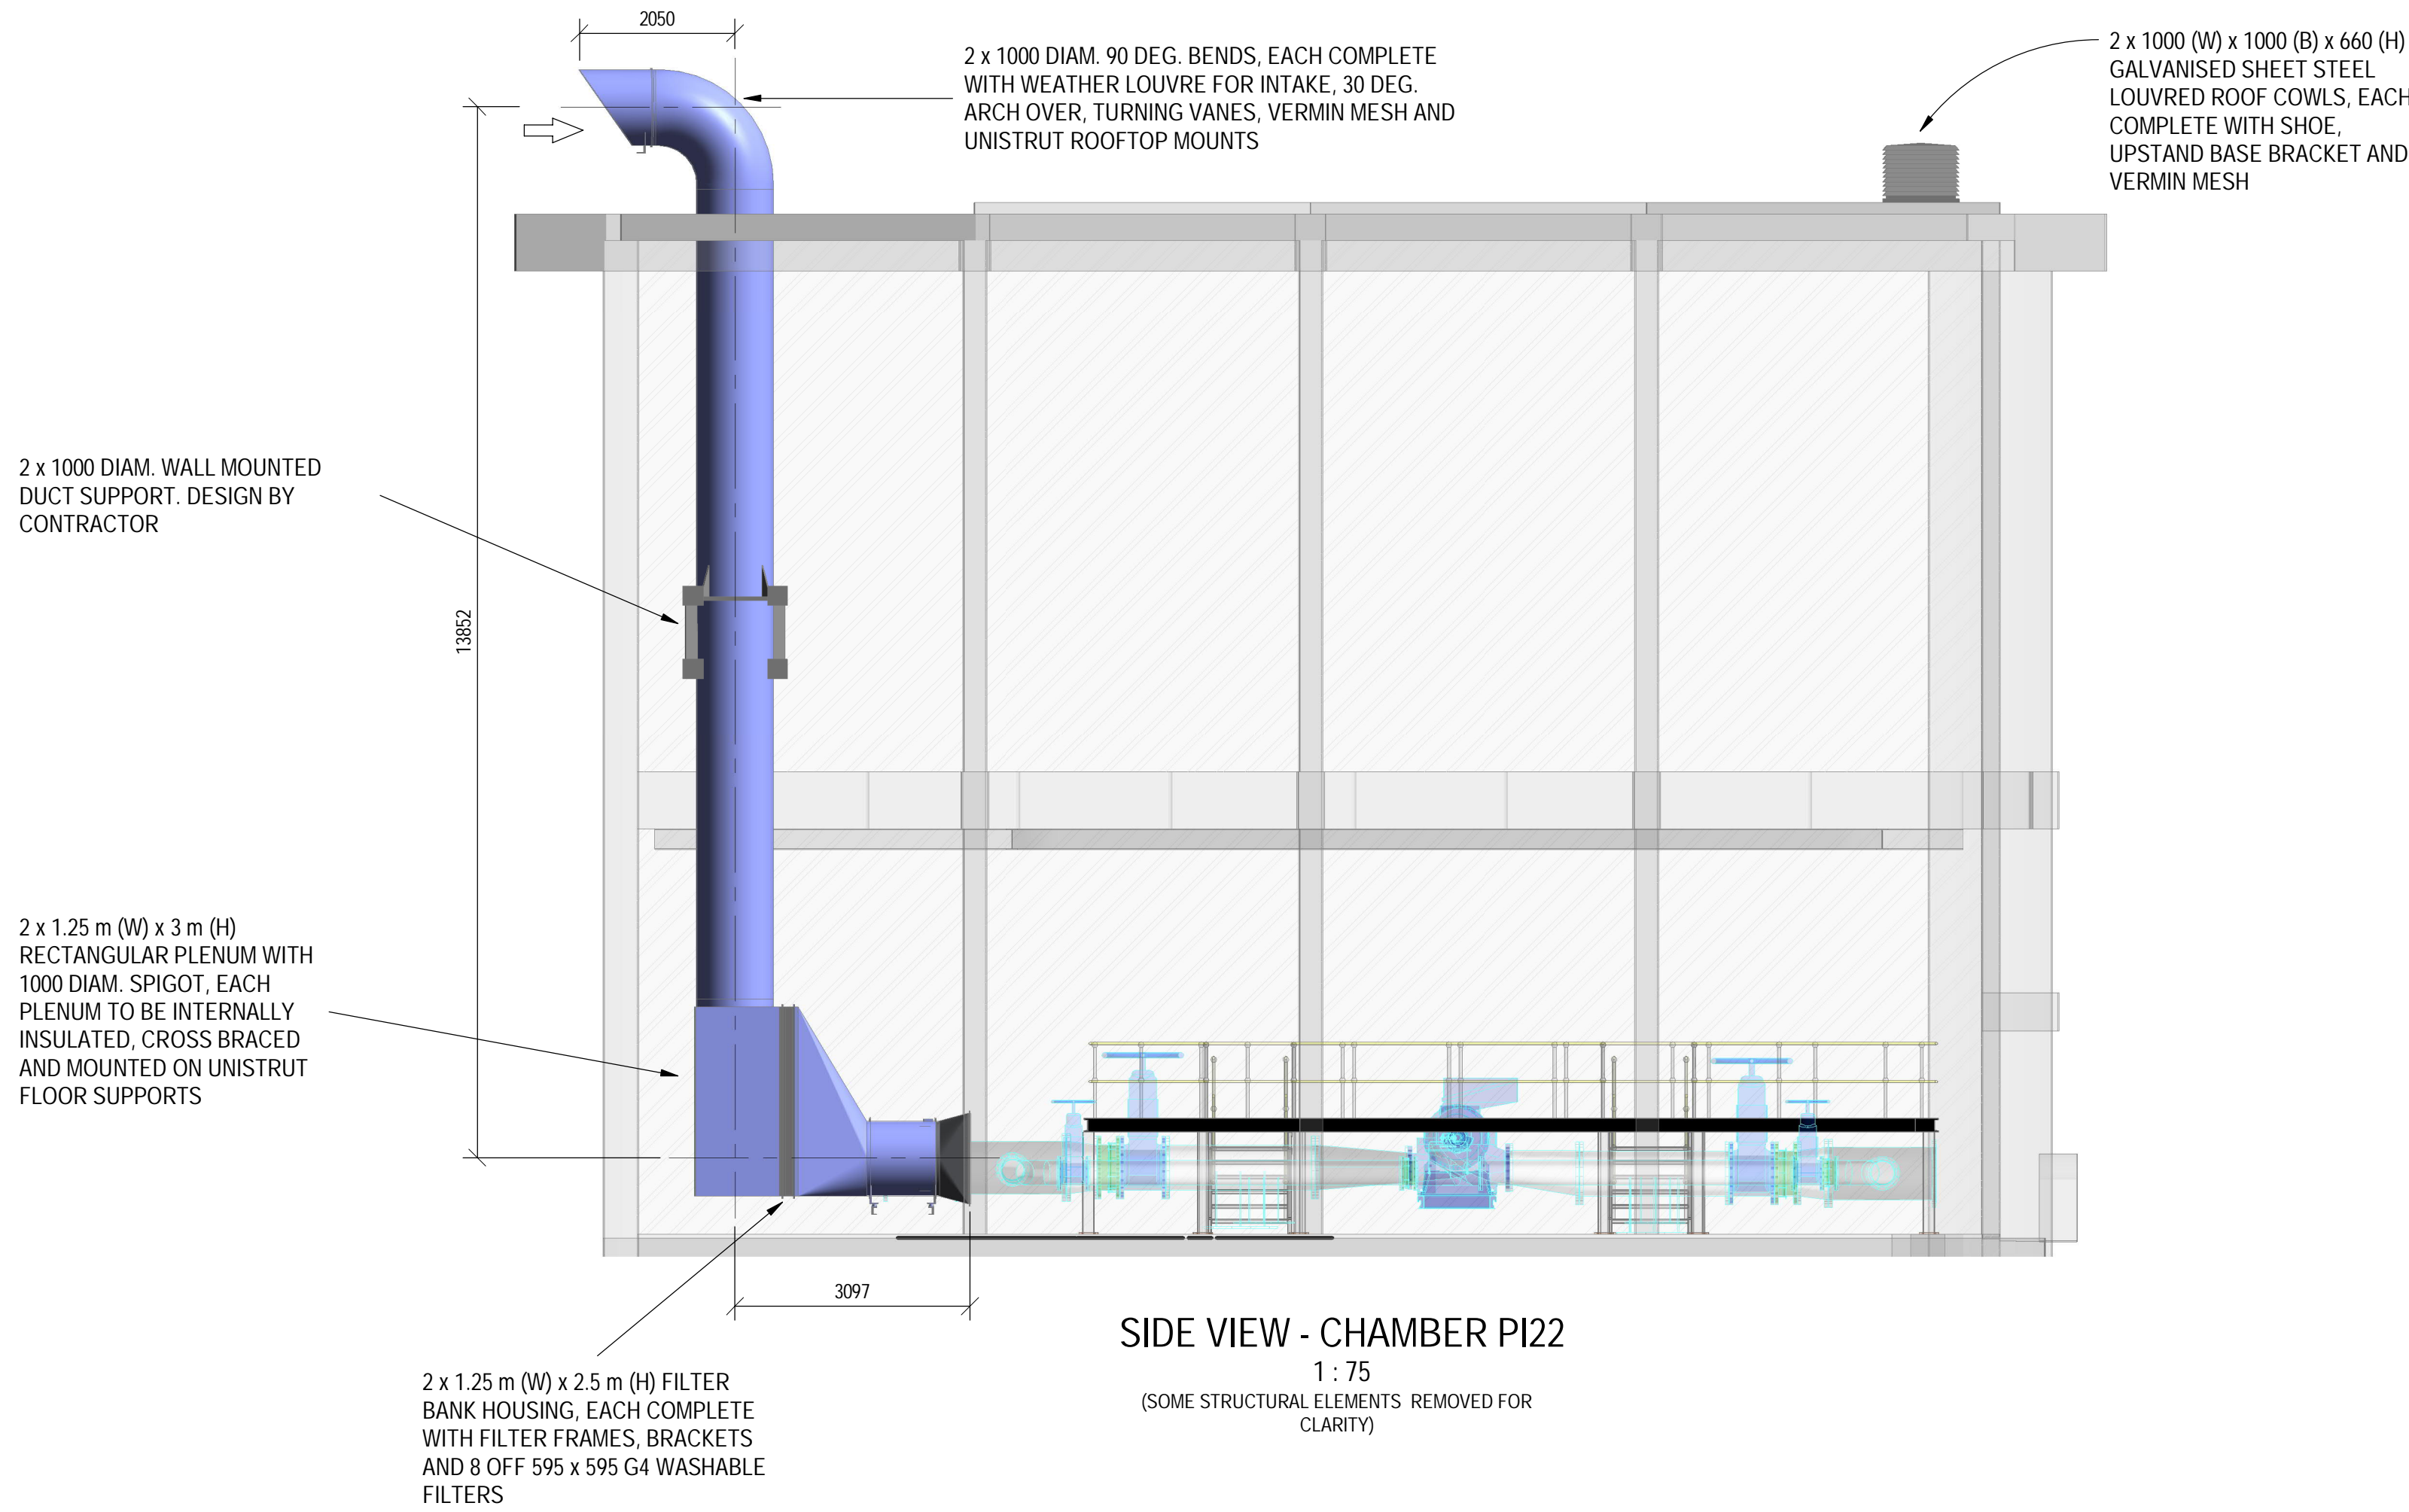 2050
2 x 1000 DIAM. 90 DEG. BENDS, EACH COMPLETE
WITH WEATHER LOUVRE FOR INTAKE, 30 DEG.
ARCH OVER, TURNING VANES, VERMIN MESH AND
UNISTRUT ROOFTOP MOUNTS
2 x 1000 (W) x 1000 (B) x 660 (H)
GALVANISED SHEET STEEL
LOUVRED ROOF COWLS, EACH
COMPLETE WITH SHOE,
UPSTAND BASE BRACKET AND
VERMIN MESH
2 x 1000 DIAM. WALL MOUNTED
DUCT SUPPORT. DESIGN BY
CONTRACTOR
13852
2 x 1.25 m (W) x 3 m (H)
RECTANGULAR PLENUM WITH
1000 DIAM. SPIGOT, EACH
PLENUM TO BE INTERNALLY
INSULATED, CROSS BRACED
AND MOUNTED ON UNISTRUT
FLOOR SUPPORTS
3097
SIDE VIEW - CHAMBER PI22
1 : 75
(SOME STRUCTURAL ELEMENTS REMOVED FOR
CLARITY)
2 x 1.25 m (W) x 2.5 m (H) FILTER
BANK HOUSING, EACH COMPLETE
WITH FILTER FRAMES, BRACKETS
AND 8 OFF 595 x 595 G4 WASHABLE
FILTERS